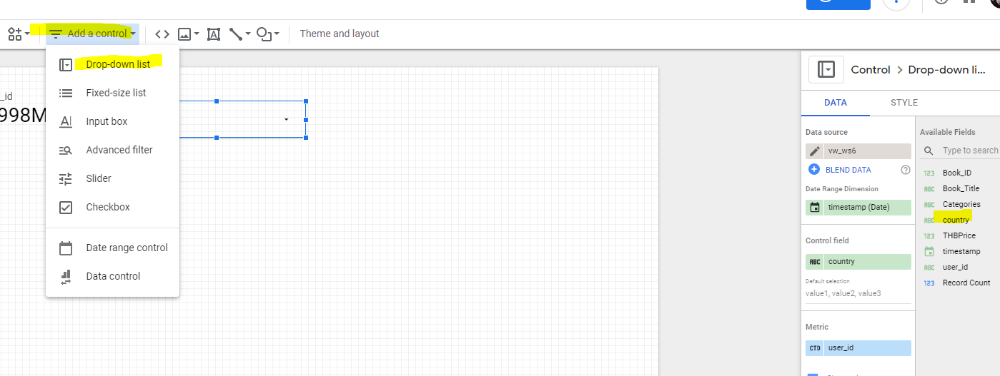 Add a control
Theme and layout
Drop-down list
Fixed-size list
Input box
Advanced filter
Slider
Checkbox
Date range control
Data control
_id
998M
Control > Drop-down li...
DATA
STYLE
Data source
vw_ws6
BLEND DATA
Date Range Dimension
timestamp (Date)
Control field
ABC country
Default selection
value1, value2, value3
Metric
CTD user_id
Available Fields
Type to search
123 Book_ID
ABC Book_Title
ABC Categories
ABC country
123 THBPrice
timestamp
ABC user_id
123 Record Count